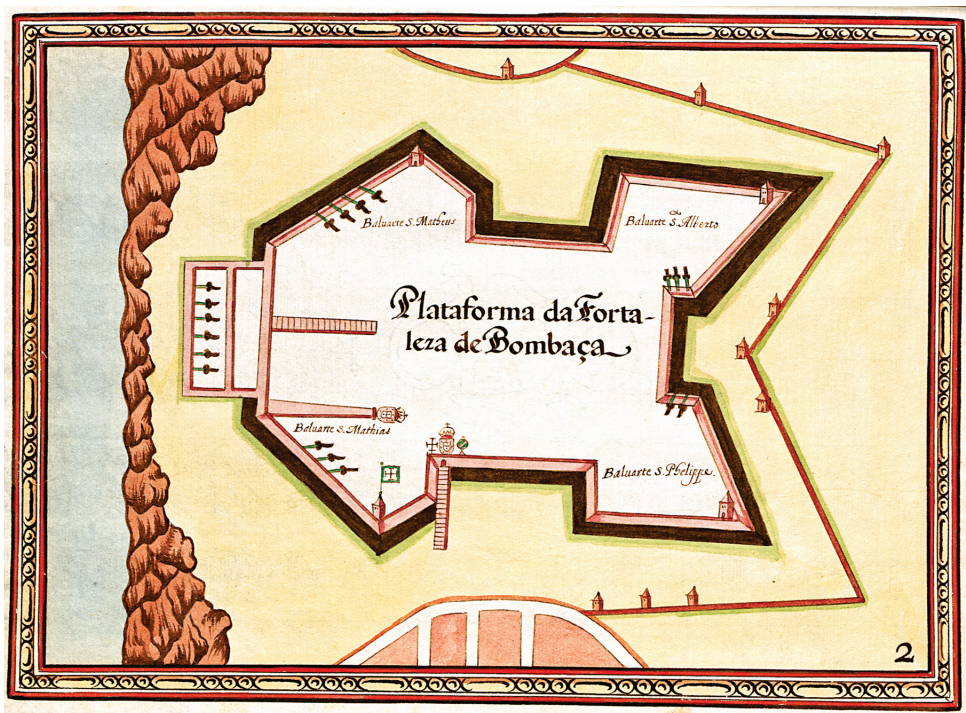 Baluarte S. Matheus
Baluarte S. Alberto
Plataforma da Forta-
leza de Bombaça
Baluarte S. Mathias
Baluarte S. Phelippe
2